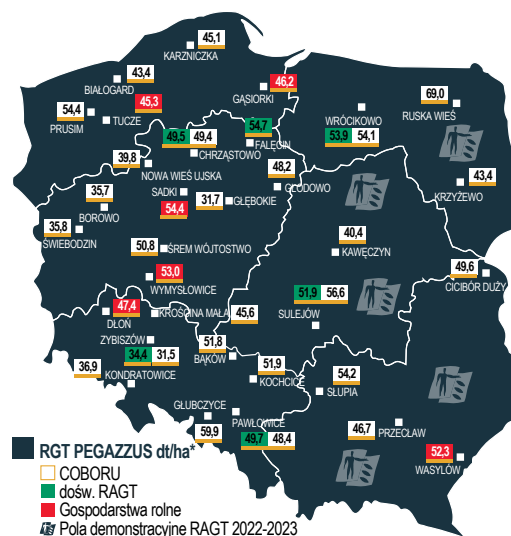 45,1
KARZNICZKA
43,4
BIAŁOGARD
46,2
GĄSIORKI
69,0
RUSKA WIEŚ
54,4
PRUSIM
45,3
TUCZE
WRÓCIKOWO
53,9 54,1
49,5 49,4
CHRZĄSTOWO
54,7
FALĘCIN
39,8
NOWA WIEŚ UJSKA
48,2
GŁODOWO
43,4
KRZYŻEWO
SADKI
54,4
31,7
GŁĘBOKIE
35,7
BOROWO
35,8
ŚWIEBODZIN
50,8
ŚREM WÓJTOSTWO
40,4
KAWĘCZYN
49,6
CICIBÓR DUŻY
53,0
WYMYSŁOWICE
51,9 56,6
SULEJÓW
47,4
DŁOŃ
KROŚCINA MAŁA
45,6
ZYBISZÓW
34,4 31,5
51,8
BĄKÓW
36,9
KONDRATOWICE
51,9
KOCHCICE
54,2
SŁUPIA
GŁUBCZYCE
59,9
PAWŁOWICE
49,7 48,4
46,7
PRZECŁAW
52,3
WASYLÓW
RGT PEGAZZUS dt/ha*
COBORU
dośw. RAGT
Gospodarstwa rolne
Pola demonstracyjne RAGT 2022-2023